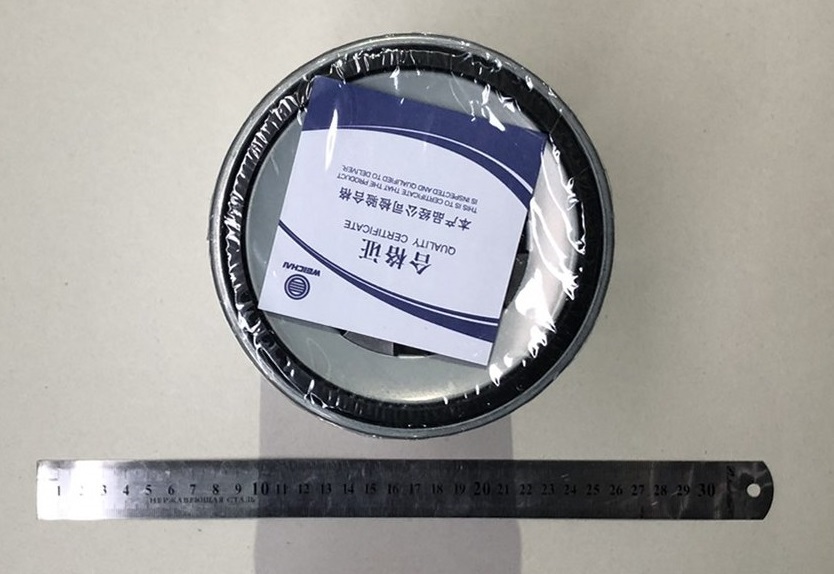 WEICHAI
合格证
QUALITY CERTIFICATE
本产品经公司检验合格
THIS IS TO CERTIFICATE THAT THE PRODUCT
IS INSPECTED AND QUALIFIED TO DELIVER.
1 2 3 4 5 6 7 8 9 10 11 12 13 14 15 16 17 18 19 20 21 22 23 24 25 26 27 28 29 30
НЕРЖАВЕЮЩАЯ СТАЛЬ